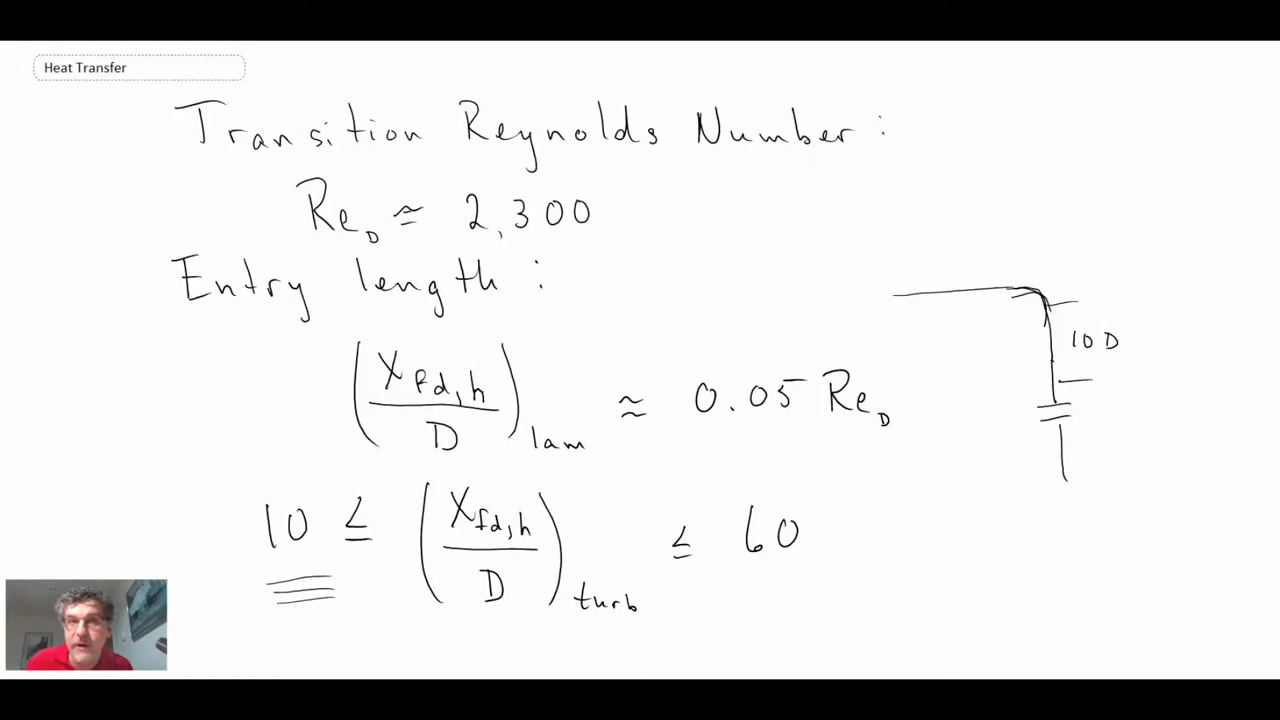 Heat Transfer
Transition Reynolds Number:
Re_D ≃ 2,300
Entry length:
(x_fd,h / D)_lam ≈ 0.05 Re_D
10 D
10 ≤ (x_fd,h / D)_turb ≤ 60